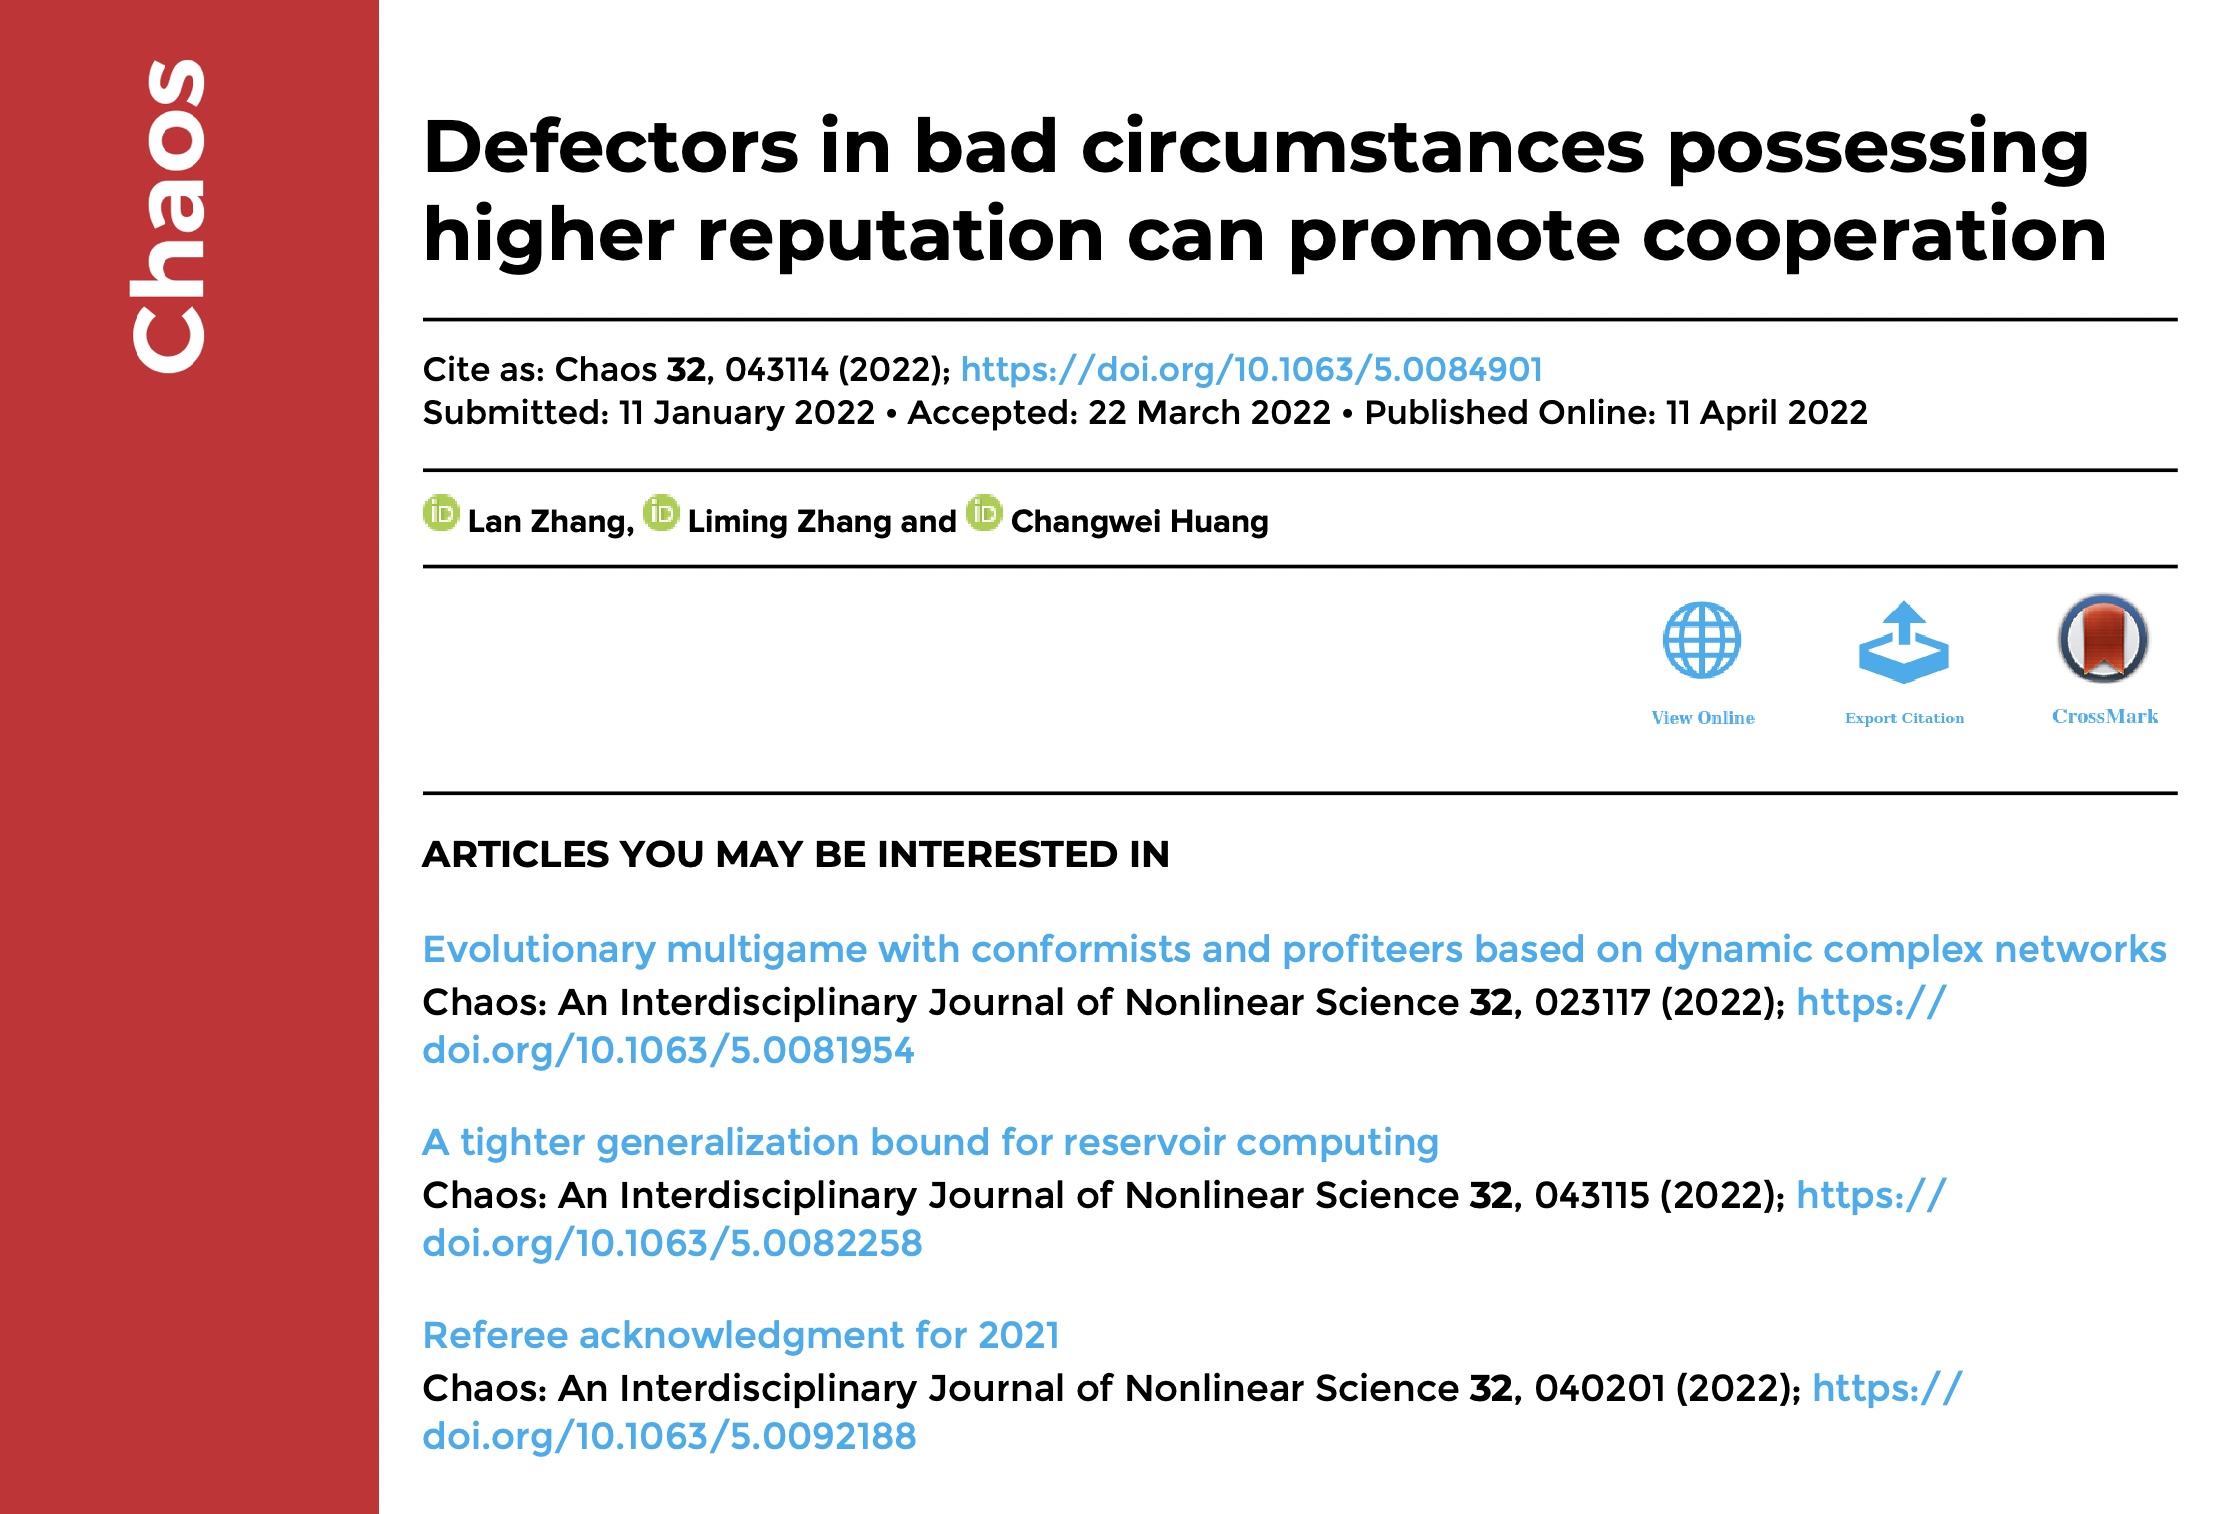 Chaos
Defectors in bad circumstances possessing
higher reputation can promote cooperation
Cite as: Chaos 32, 043114 (2022); https://doi.org/10.1063/5.0084901
Submitted: 11 January 2022 • Accepted: 22 March 2022 • Published Online: 11 April 2022
iD Lan Zhang, iD Liming Zhang and iD Changwei Huang
View Online
Export Citation
CrossMark
ARTICLES YOU MAY BE INTERESTED IN
Evolutionary multigame with conformists and profiteers based on dynamic complex networks
Chaos: An Interdisciplinary Journal of Nonlinear Science 32, 023117 (2022); https://
doi.org/10.1063/5.0081954
A tighter generalization bound for reservoir computing
Chaos: An Interdisciplinary Journal of Nonlinear Science 32, 043115 (2022); https://
doi.org/10.1063/5.0082258
Referee acknowledgment for 2021
Chaos: An Interdisciplinary Journal of Nonlinear Science 32, 040201 (2022); https://
doi.org/10.1063/5.0092188